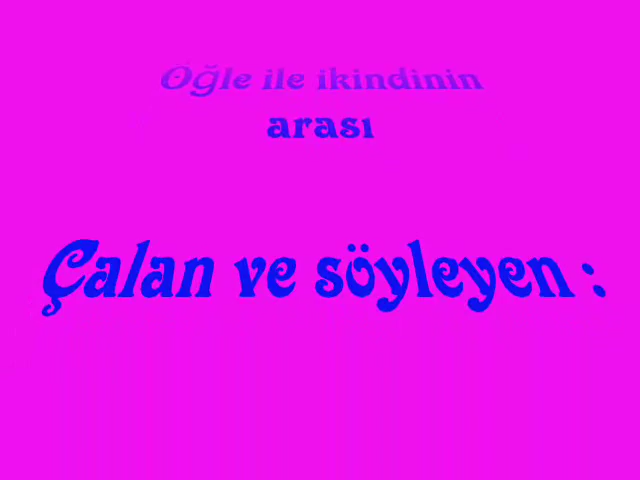 Öğle ile ikindinin
arası
Çalan ve söyleyen :